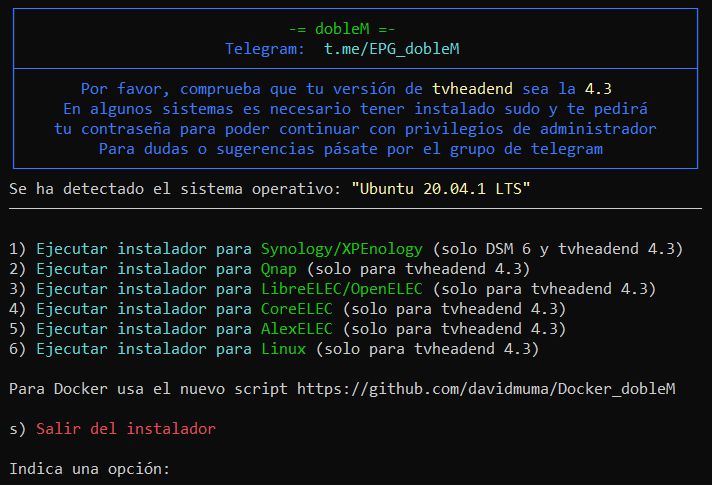 -= dobleM =-
Telegram: t.me/EPG_dobleM
Por favor, comprueba que tu versión de tvheadend sea la 4.3
En algunos sistemas es necesario tener instalado sudo y te pedirá
tu contraseña para poder continuar con privilegios de administrador
Para dudas o sugerencias pásate por el grupo de telegram
Se ha detectado el sistema operativo: "Ubuntu 20.04.1 LTS"
1) Ejecutar instalador para Synology/XPEnology (solo DSM 6 y tvheadend 4.3)
2) Ejecutar instalador para Qnap (solo para tvheadend 4.3)
3) Ejecutar instalador para LibreELEC/OpenELEC (solo para tvheadend 4.3)
4) Ejecutar instalador para CoreELEC (solo para tvheadend 4.3)
5) Ejecutar instalador para AlexELEC (solo para tvheadend 4.3)
6) Ejecutar instalador para Linux (solo para tvheadend 4.3)
Para Docker usa el nuevo script https://github.com/davidmuma/Docker_dobleM
s) Salir del instalador
Indica una opción: